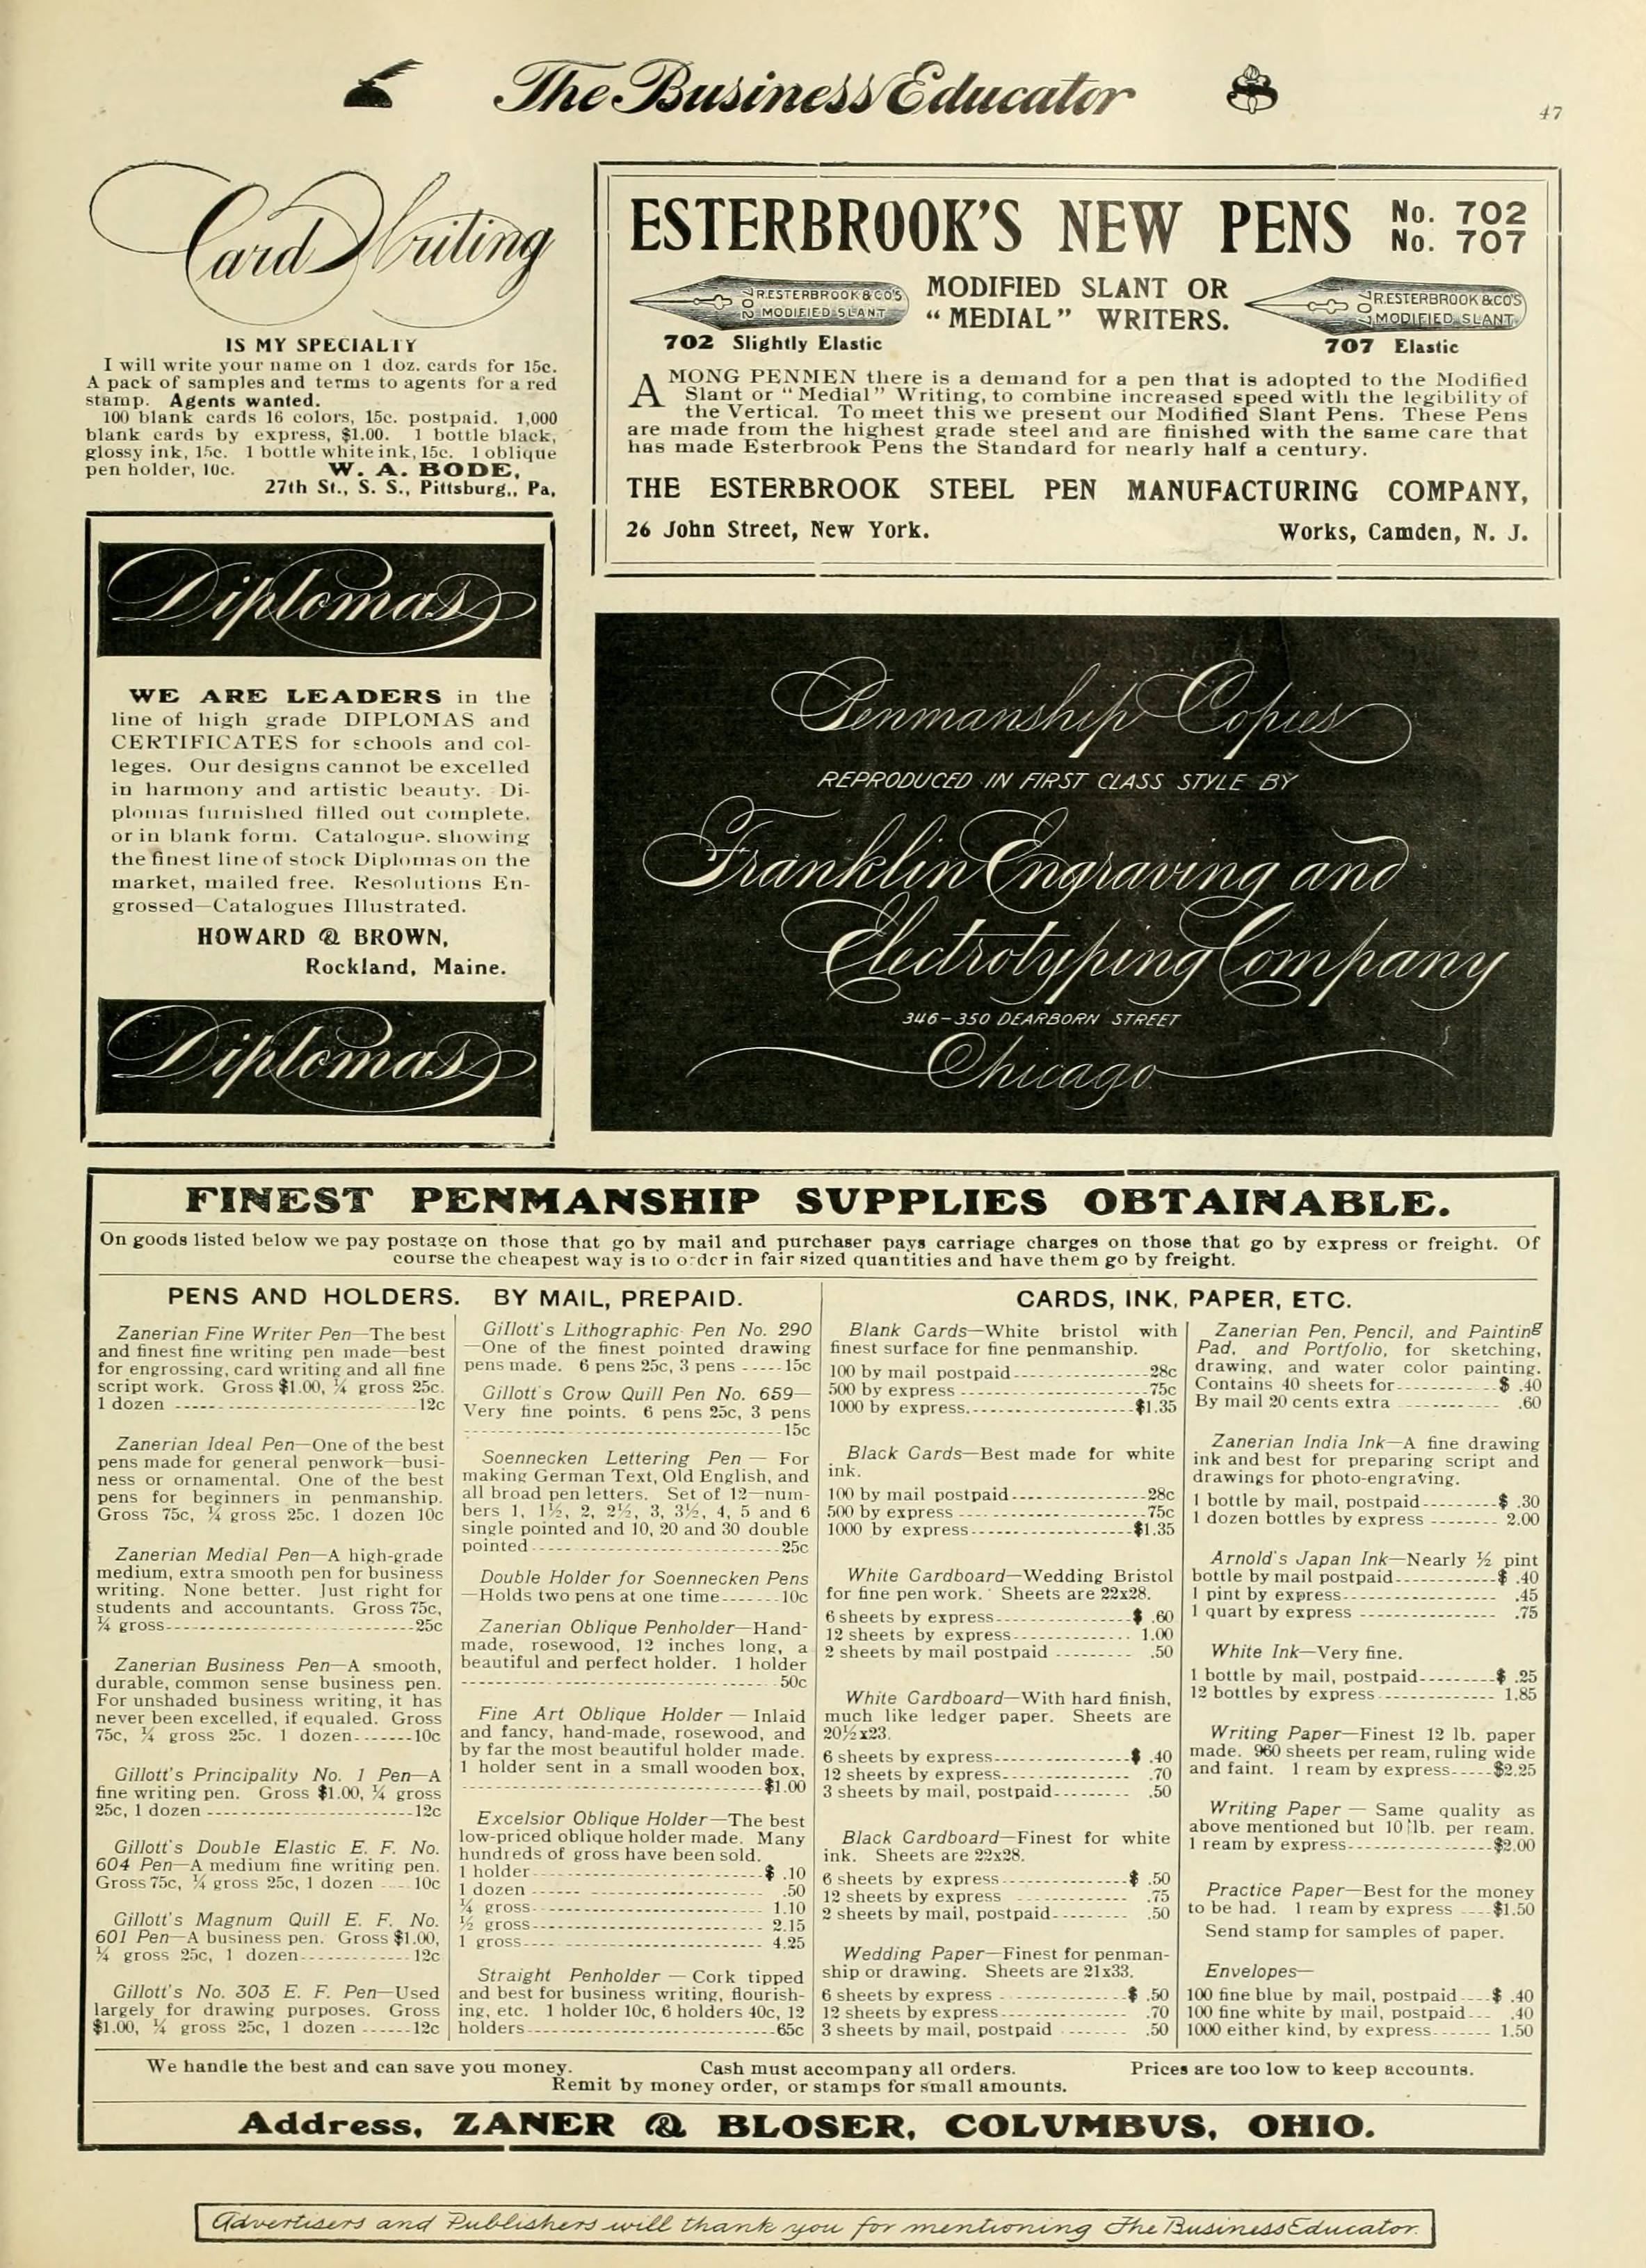 The Business Educator
47
Card Writing
IS MY SPECIALTY
I will write your name on 1 doz. cards for 15c.
A pack of samples and terms to agents for a red
stamp. Agents wanted.
100 blank cards 16 colors, 15c. postpaid. 1,000
blank cards by express, $1.00. 1 bottle black,
glossy ink, 15c. 1 bottle white ink, 15c. 1 oblique
pen holder, 10c. W. A. BODE,
27th St., S. S., Pittsburg,, Pa,
Diplomas
WE ARE LEADERS in the
line of high grade DIPLOMAS and
CERTIFICATES for schools and col-
leges. Our designs cannot be excelled
in harmony and artistic beauty. Di-
plomas furnished filled out complete,
or in blank form. Catalogue, showing
the finest line of stock Diplomas on the
market, mailed free. Resolutions En-
grossed—Catalogues Illustrated.
HOWARD & BROWN,
Rockland, Maine.
Diplomas
ESTERBROOK'S NEW PENS No. 702
No. 707
702 R.ESTERBROOK & CO'S
MODIFIED SLANT
702 Slightly Elastic
MODIFIED SLANT OR
"MEDIAL" WRITERS.
707 R.ESTERBROOK & CO'S
MODIFIED SLANT
707 Elastic
AMONG PENMEN there is a demand for a pen that is adopted to the Modified
Slant or "Medial" Writing, to combine increased speed with the legibility of
the Vertical. To meet this we present our Modified Slant Pens. These Pens
are made from the highest grade steel and are finished with the same care that
has made Esterbrook Pens the Standard for nearly half a century.
THE ESTERBROOK STEEL PEN MANUFACTURING COMPANY,
26 John Street, New York. Works, Camden, N. J.
Penmanship Copies
REPRODUCED IN FIRST CLASS STYLE BY
Franklin Engraving and
Electrotyping Company
346-350 DEARBORN STREET
Chicago
FINEST PENMANSHIP SUPPLIES OBTAINABLE.
On goods listed below we pay postage on those that go by mail and purchaser pays carriage charges on those that go by express or freight. Of
course the cheapest way is to order in fair sized quantities and have them go by freight.
PENS AND HOLDERS. BY MAIL, PREPAID.
Zanerian Fine Writer Pen—The best
and finest fine writing pen made—best
for engrossing, card writing and all fine
script work. Gross $1.00, ¼ gross 25c.
1 dozen ---- 12c
Zanerian Ideal Pen—One of the best
pens made for general penwork—busi-
ness or ornamental. One of the best
pens for beginners in penmanship.
Gross 75c, ¼ gross 25c. 1 dozen 10c
Zanerian Medial Pen—A high-grade
medium, extra smooth pen for business
writing. None better. Just right for
students and accountants. Gross 75c,
¼ gross ---- 25c
Zanerian Business Pen—A smooth,
durable, common sense business pen.
For unshaded business writing, it has
never been excelled, if equaled. Gross
75c, ¼ gross 25c. 1 dozen ---- 10c
Gillott's Principality No. 1 Pen—A
fine writing pen. Gross $1.00, ¼ gross
25c, 1 dozen ---- 12c
Gillott's Double Elastic E. F. No.
604 Pen—A medium fine writing pen.
Gross 75c, ¼ gross 25c, 1 dozen ---- 10c
Gillott's Magnum Quill E. F. No.
601 Pen—A business pen. Gross $1.00,
¼ gross 25c, 1 dozen ---- 12c
Gillott's No. 303 E. F. Pen—Used
largely for drawing purposes. Gross
$1.00, ¼ gross 25c, 1 dozen ---- 12c
Gillott's Lithographic Pen No. 290
—One of the finest pointed drawing
pens made. 6 pens 25c, 3 pens ---- 15c
Gillott's Crow Quill Pen No. 659—
Very fine points. 6 pens 25c, 3 pens
---- 15c
Soennecken Lettering Pen — For
making German Text, Old English, and
all broad pen letters. Set of 12—num-
bers 1, 1½, 2, 2½, 3, 3½, 4, 5 and 6
single pointed and 10, 20 and 30 double
pointed ---- 25c
Double Holder for Soennecken Pens
—Holds two pens at one time ---- 10c
Zanerian Oblique Penholder—Hand-
made, rosewood, 12 inches long, a
beautiful and perfect holder. 1 holder
---- 50c
Fine Art Oblique Holder — Inlaid
and fancy, hand-made, rosewood, and
by far the most beautiful holder made.
1 holder sent in a small wooden box,
---- $1.00
Excelsior Oblique Holder—The best
low-priced oblique holder made. Many
hundreds of gross have been sold.
1 holder ---- $ .10
1 dozen ---- .50
¼ gross ---- 1.10
½ gross ---- 2.15
1 gross ---- 4.25
Straight Penholder — Cork tipped
and best for business writing, flourish-
ing, etc. 1 holder 10c, 6 holders 40c, 12
holders ---- 65c
CARDS, INK, PAPER, ETC.
Blank Cards—White bristol with
finest surface for fine penmanship.
100 by mail postpaid ---- 28c
500 by express ---- 75c
1000 by express. ---- $1.35
Black Cards—Best made for white
ink.
100 by mail postpaid ---- 28c
500 by express ---- 75c
1000 by express ---- $1.35
White Cardboard—Wedding Bristol
for fine pen work. Sheets are 22x28.
6 sheets by express ---- $ .60
12 sheets by express ---- 1.00
2 sheets by mail postpaid ---- .50
White Cardboard—With hard finish,
much like ledger paper. Sheets are
20½x23.
6 sheets by express ---- $ .40
12 sheets by express ---- .70
3 sheets by mail, postpaid ---- .50
Black Cardboard—Finest for white
ink. Sheets are 22x28.
6 sheets by express ---- $ .50
12 sheets by express ---- .75
2 sheets by mail, postpaid ---- .50
Wedding Paper—Finest for penman-
ship or drawing. Sheets are 21x33.
6 sheets by express ---- $ .50
12 sheets by express ---- .70
3 sheets by mail, postpaid ---- .50
Zanerian Pen, Pencil, and Painting
Pad, and Portfolio, for sketching,
drawing, and water color painting.
Contains 40 sheets for ---- $ .40
By mail 20 cents extra ---- .60
Zanerian India Ink—A fine drawing
ink and best for preparing script and
drawings for photo-engraving.
1 bottle by mail, postpaid ---- $ .30
1 dozen bottles by express ---- 2.00
Arnold's Japan Ink—Nearly ½ pint
bottle by mail postpaid ---- $ .40
1 pint by express ---- .45
1 quart by express ---- .75
White Ink—Very fine.
1 bottle by mail, postpaid ---- $ .25
12 bottles by express ---- 1.85
Writing Paper—Finest 12 lb. paper
made. 960 sheets per ream, ruling wide
and faint. 1 ream by express ---- $2.25
Writing Paper — Same quality as
above mentioned but 10 lb. per ream.
1 ream by express ---- $2.00
Practice Paper—Best for the money
to be had. 1 ream by express ---- $1.50
Send stamp for samples of paper.
Envelopes—
100 fine blue by mail, postpaid ---- $ .40
100 fine white by mail, postpaid ---- .40
1000 either kind, by express ---- 1.50
We handle the best and can save you money. Cash must accompany all orders. Prices are too low to keep accounts.
Remit by money order, or stamps for small amounts.
Address, ZANER & BLOSER, COLUMBUS, OHIO.
Advertisers and Publishers will thank you for mentioning The Business Educator.